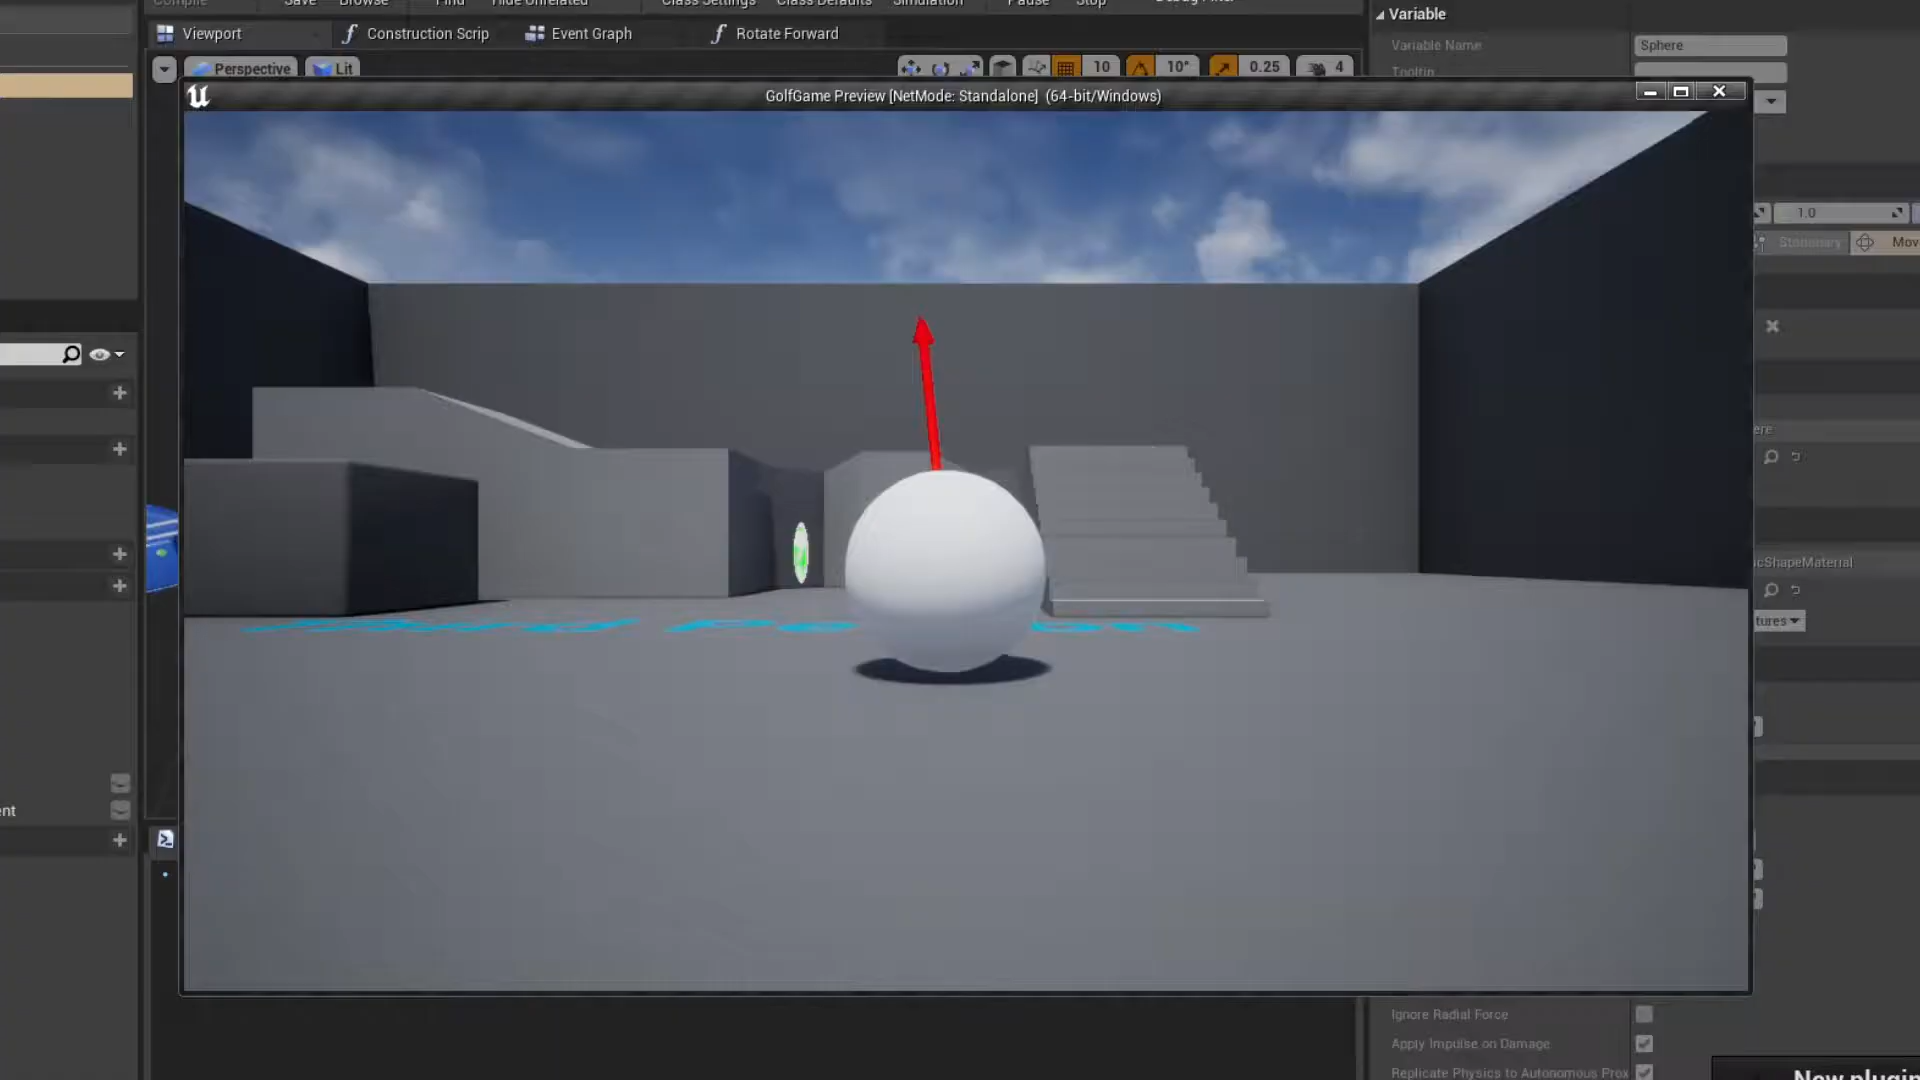 Compile Save Browse Find Hide Unrelated Class Settings Class Defaults Simulation Pause Stop Debug Filter
Viewport Construction Scrip Event Graph Rotate Forward
Perspective Lit 10 10° 0.25 4
GolfGame Preview [NetMode: Standalone] (64-bit/Windows)
Variable
Variable Name Sphere
Tooltip
1.0
Stationary Mov
ere
cShapeMaterial
tures
ent
Ignore Radial Force
Apply Impulse on Damage
Replicate Physics to Autonomous Prox
New plugin